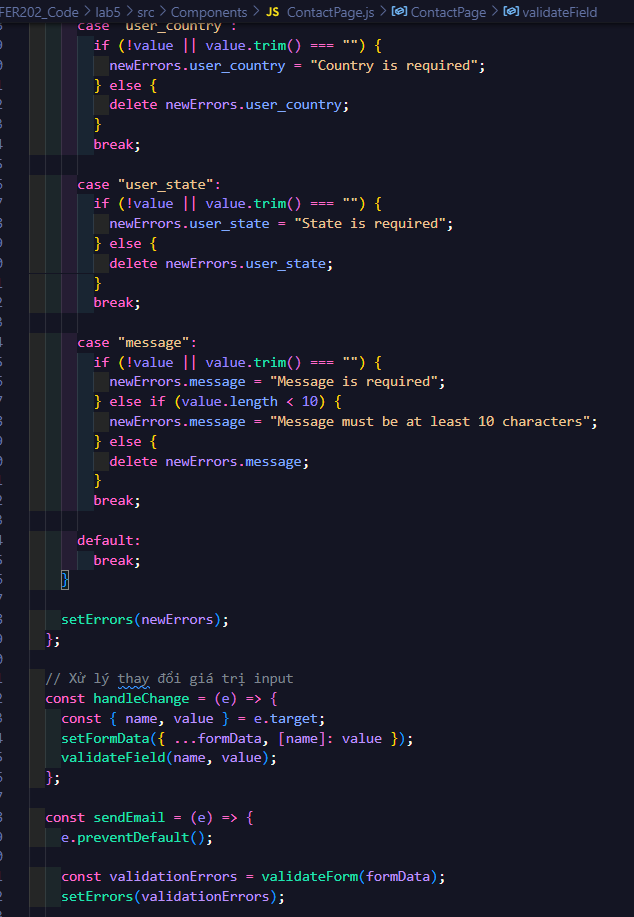 FER202_Code > lab5 > src > Components > JS ContactPage.js > ContactPage > validateField
case "user_country":
if (!value || value.trim() === "") {
newErrors.user_country = "Country is required";
} else {
delete newErrors.user_country;
}
break;
case "user_state":
if (!value || value.trim() === "") {
newErrors.user_state = "State is required";
} else {
delete newErrors.user_state;
}
break;
case "message":
if (!value || value.trim() === "") {
newErrors.message = "Message is required";
} else if (value.length < 10) {
newErrors.message = "Message must be at least 10 characters";
} else {
delete newErrors.message;
}
break;
default:
break;
}
setErrors(newErrors);
};
// Xử lý thay đổi giá trị input
const handleChange = (e) => {
const { name, value } = e.target;
setFormData({ ...formData, [name]: value });
validateField(name, value);
};
const sendEmail = (e) => {
e.preventDefault();
const validationErrors = validateForm(formData);
setErrors(validationErrors);